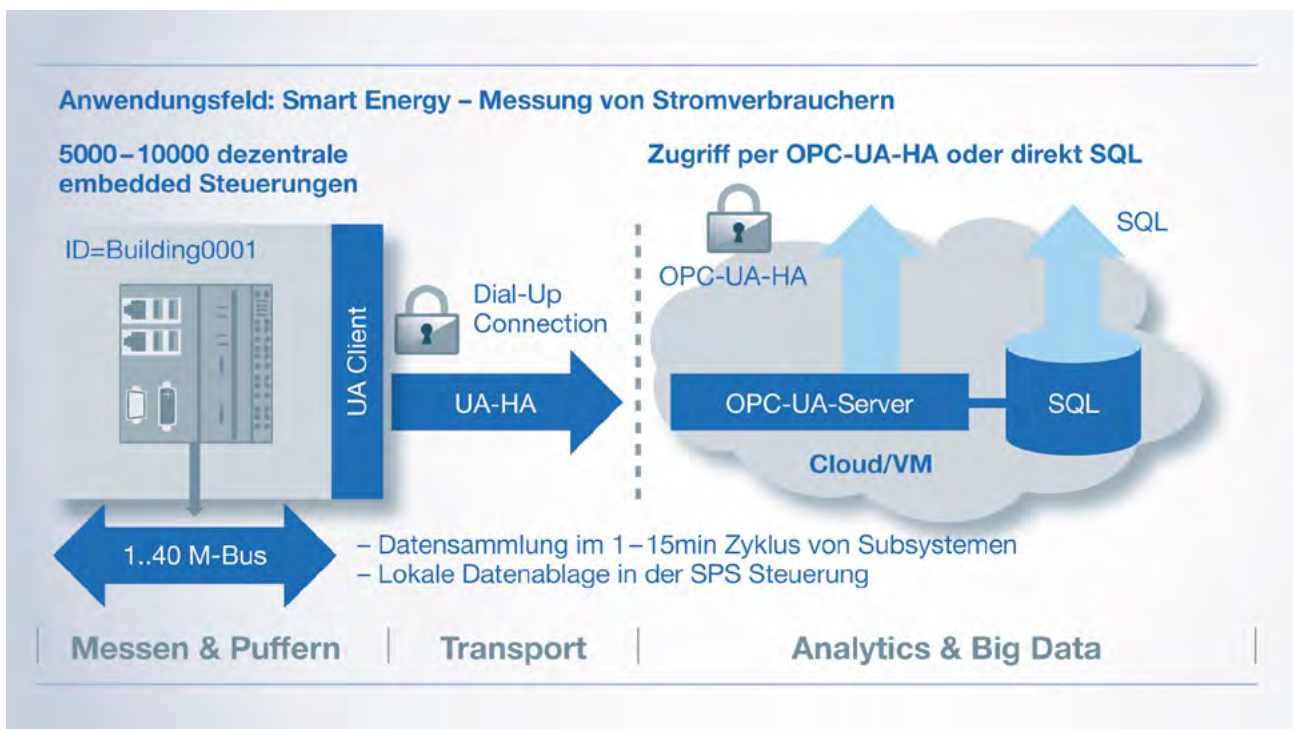 Anwendungsfeld: Smart Energy – Messung von Stromverbrauchern
5000–10000 dezentrale
embedded Steuerungen
Zugriff per OPC-UA-HA oder direkt SQL
ID=Building0001
UA Client
Dial-Up
Connection
UA-HA
OPC-UA-HA
SQL
OPC-UA-Server
SQL
Cloud/VM
1..40 M-Bus
– Datensammlung im 1–15min Zyklus von Subsystemen
– Lokale Datenablage in der SPS Steuerung
Messen & Puffern
Transport
Analytics & Big Data